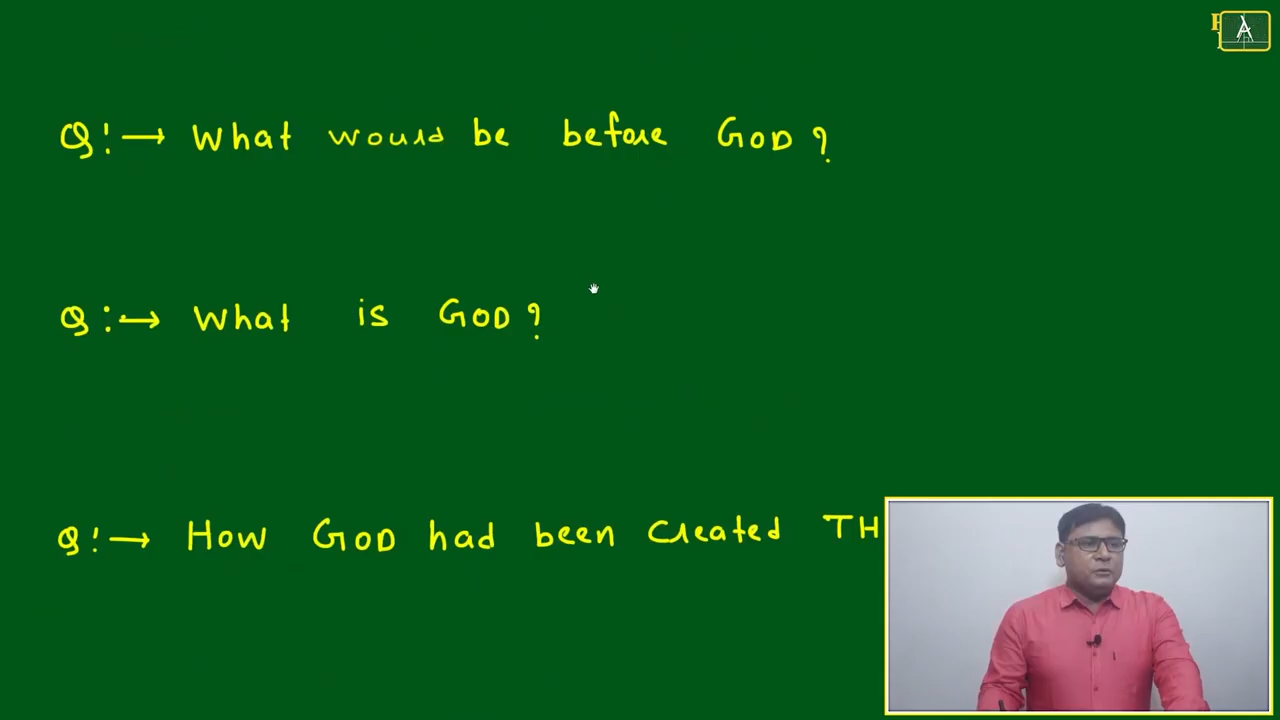 Q:→ What would be before GOD?
Q:→ What is GOD?
Q:→ How GOD had been created TH